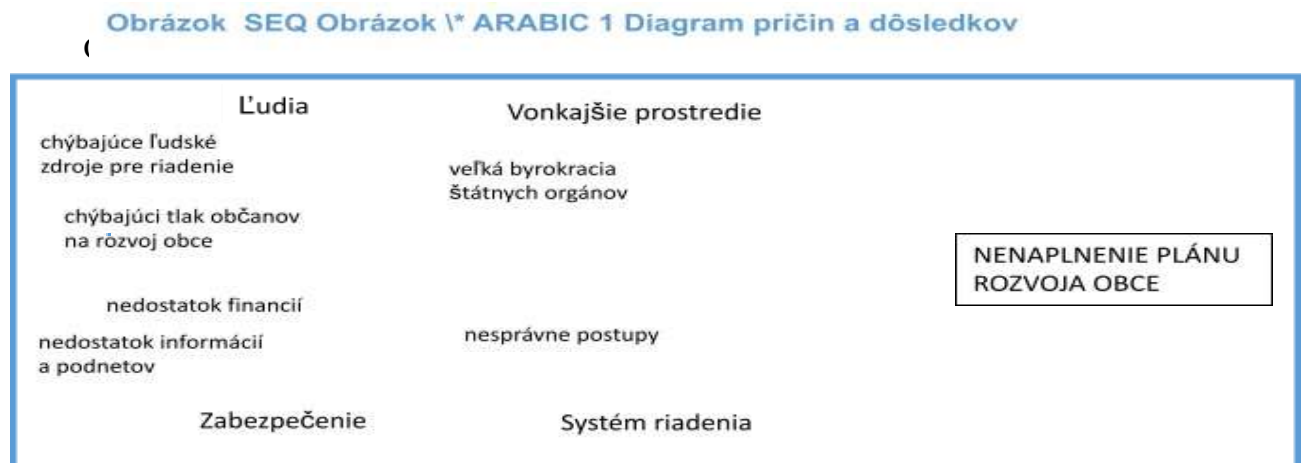 Obrázok SEQ Obrázok \* ARABIC 1 Diagram príčin a dôsledkov
Ľudia
Vonkajšie prostredie
chýbajúce ľudské
zdroje pre riadenie
veľká byrokracia
štátnych orgánov
chýbajúci tlak občanov
na rozvoj obce
NENAPLNENIE PLÁNU
ROZVOJA OBCE
nedostatok financií
nedostatok informácií
a podnetov
nesprávne postupy
Zabezpečenie
Systém riadenia